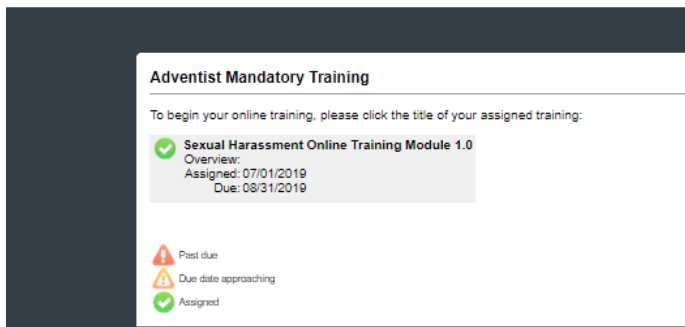 Adventist Mandatory Training
To begin your online training, please click the title of your assigned training:
Sexual Harassment Online Training Module 1.0
Overview:
Assigned: 07/01/2019
Due: 08/31/2019
Past due
Due date approaching
Assigned